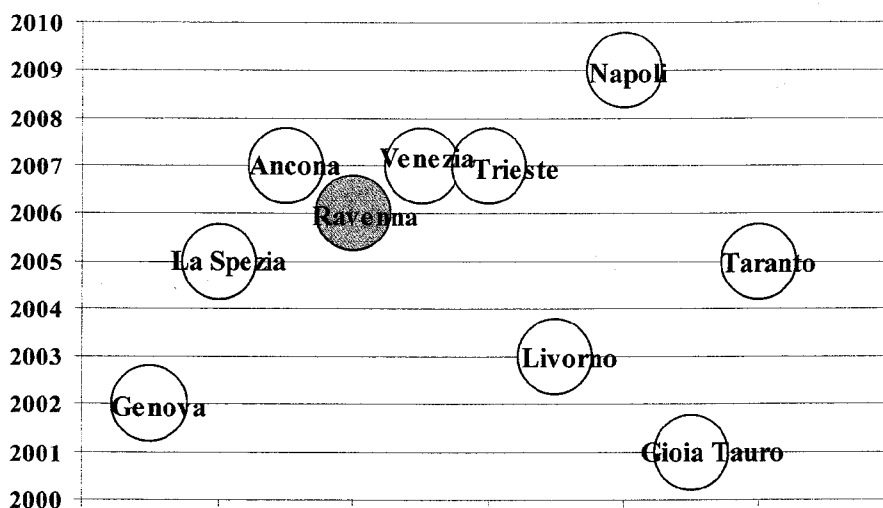 2010
2009
2008
2007
2006
2005
2004
2003
2002
2001
2000
Napoli
Ancona
Venezia
Trieste
Ravenna
La Spezia
Taranto
Livorno
Genova
Gioia Tauro